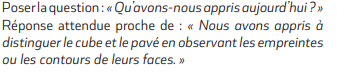 Poser la question : « Qu'avons-nous appris aujourd'hui ? »
Réponse attendue proche de : « Nous avons appris à
distinguer le cube et le pavé en observant les empreintes
ou les contours de leurs faces. »